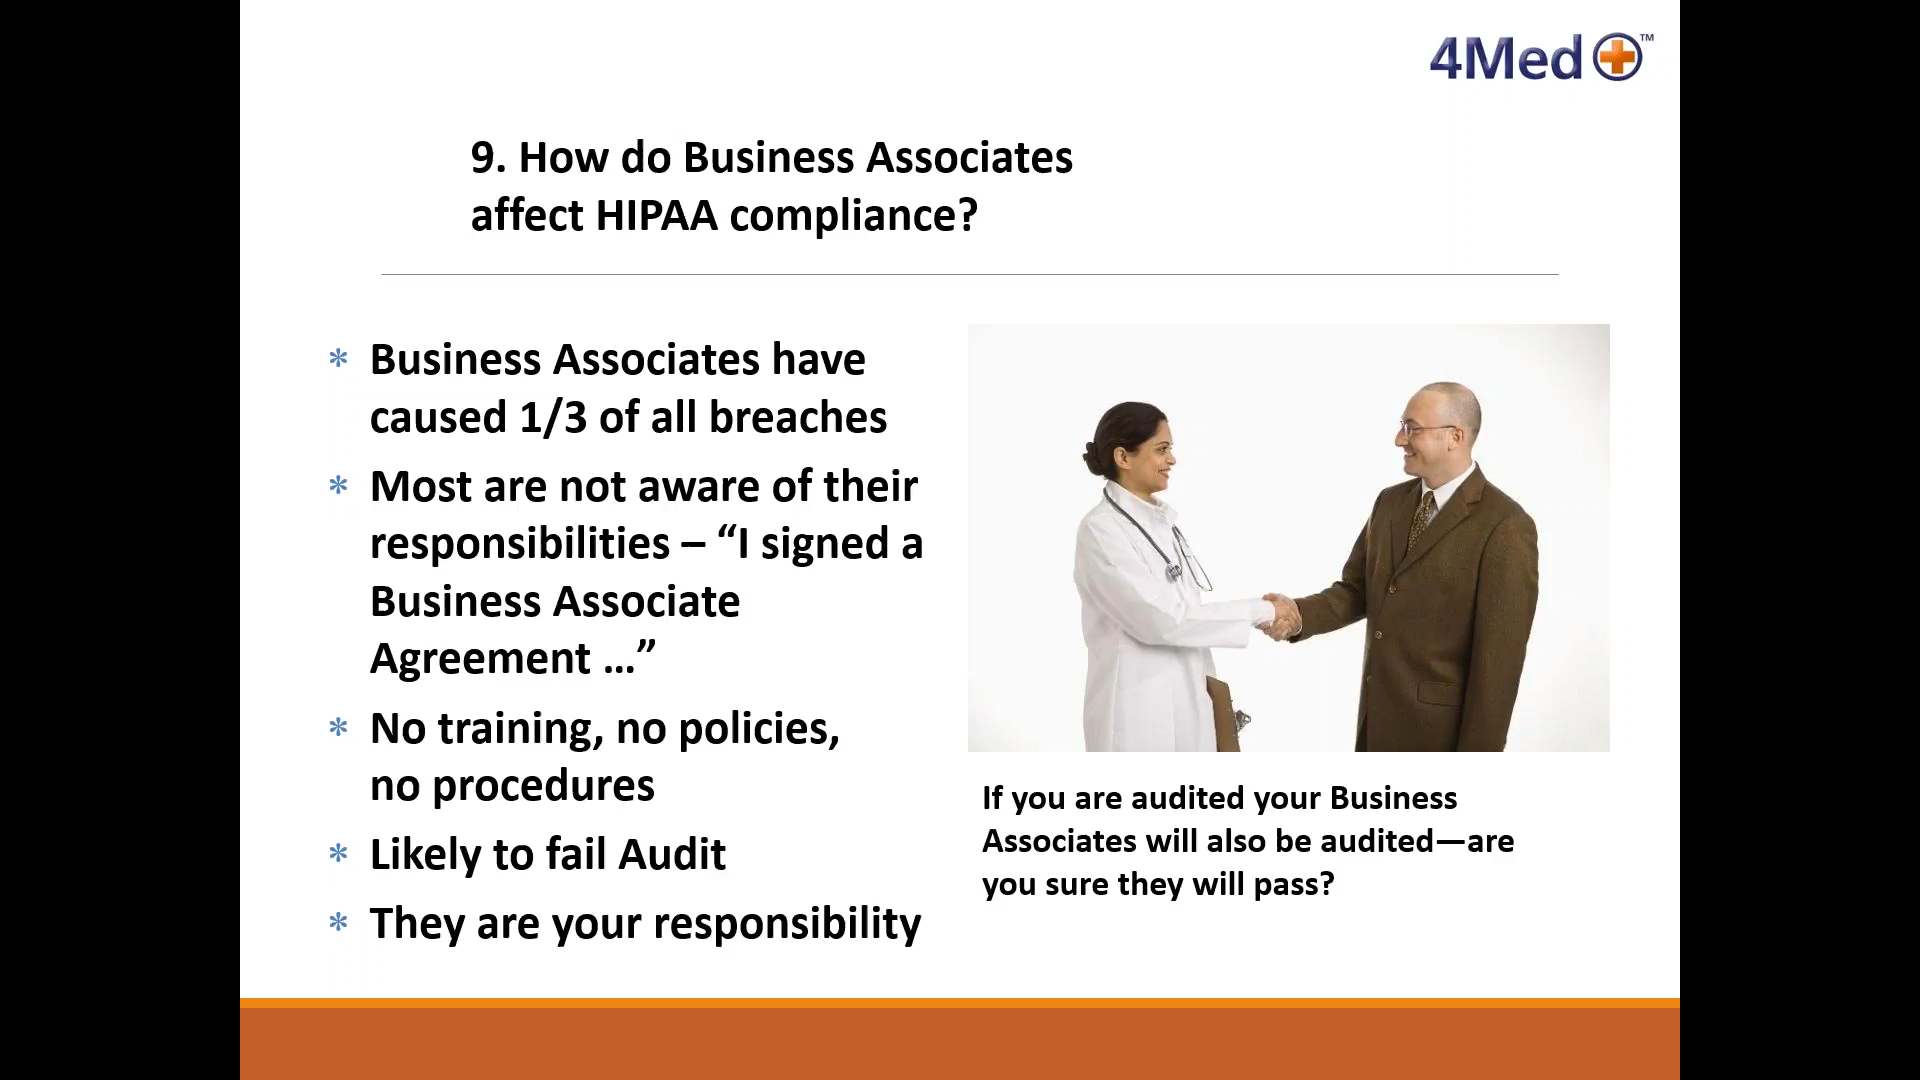 4Med TM
9. How do Business Associates
affect HIPAA compliance?
* Business Associates have
caused 1/3 of all breaches
* Most are not aware of their
responsibilities – “I signed a
Business Associate
Agreement ...”
* No training, no policies,
no procedures
* Likely to fail Audit
* They are your responsibility
If you are audited your Business
Associates will also be audited—are
you sure they will pass?